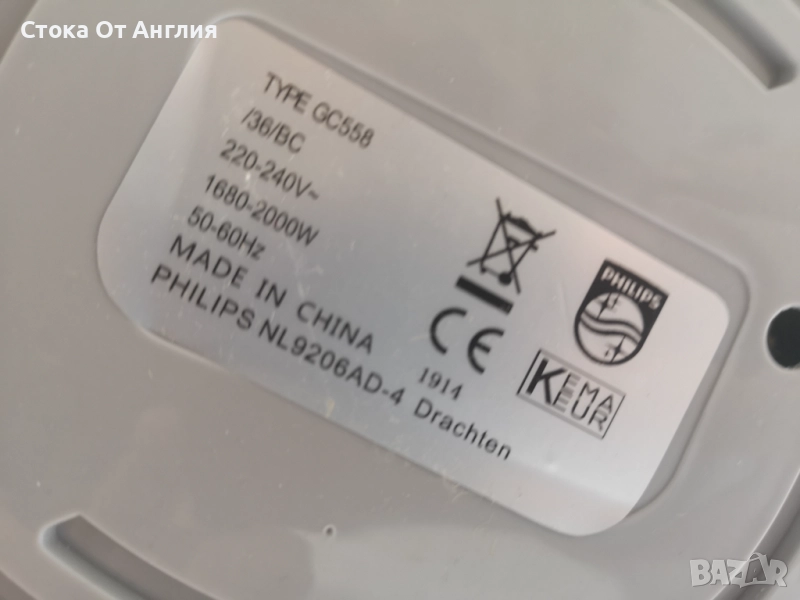 Стока От Англия
TYPE GC558
/36/BC
220-240V~
1680-2000W
50-60Hz
MADE IN CHINA
PHILIPS NL9206AD-4 Drachten
CE
1914
PHILIPS
KEMA
KEUR
BAZAR